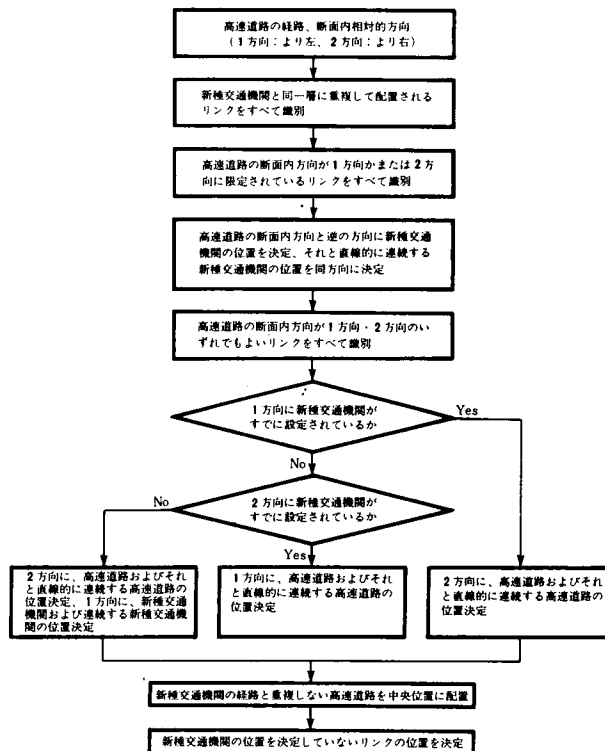 高速道路の経路、断面内相対的方向
(1方向:より左、2方向:より右)
新種交通機関と同一層に重複して配置される
リンクをすべて識別
高速道路の断面内方向が1方向かまたは2方
向に限定されているリンクをすべて識別
高速道路の断面内方向と逆の方向に新種交通
機関の位置を決定、それと直線的に連続する
新種交通機関の位置を同方向に決定
高速道路の断面内方向が1方向・2方向のい
ずれでもよいリンクをすべて識別
1方向に新種交通機関が
すでに設定されているか
Yes
No
2方向に新種交通機関が
すでに設定されているか
No
Yes
2方向に、高速道路およびそれ
と直線的に連続する高速道路の
位置決定、1方向に、新種交通
機関および連続する新種交通機
関の位置決定
1方向に、高速道路およびそれ
と直線的に連続する高速道路の
位置決定
2方向に、高速道路およびそれ
と直線的に連続する高速道路の
位置決定
新種交通機関の経路と重複しない高速道路を中央位置に配置
新種交通機関の位置を決定していないリンクの位置を決定